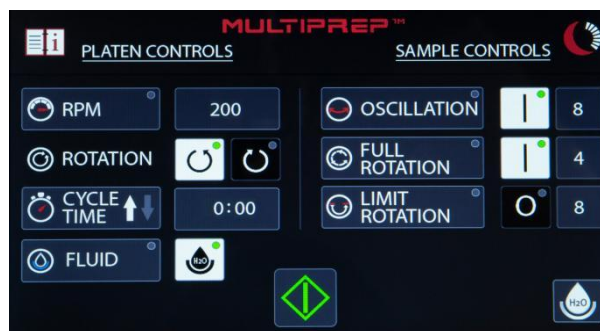 MULTIPREP™
i
PLATEN CONTROLS
SAMPLE CONTROLS
RPM
200
OSCILLATION
8
ROTATION
FULL
ROTATION
4
CYCLE
TIME
0:00
LIMIT
ROTATION
O
8
FLUID
H2O
H2O